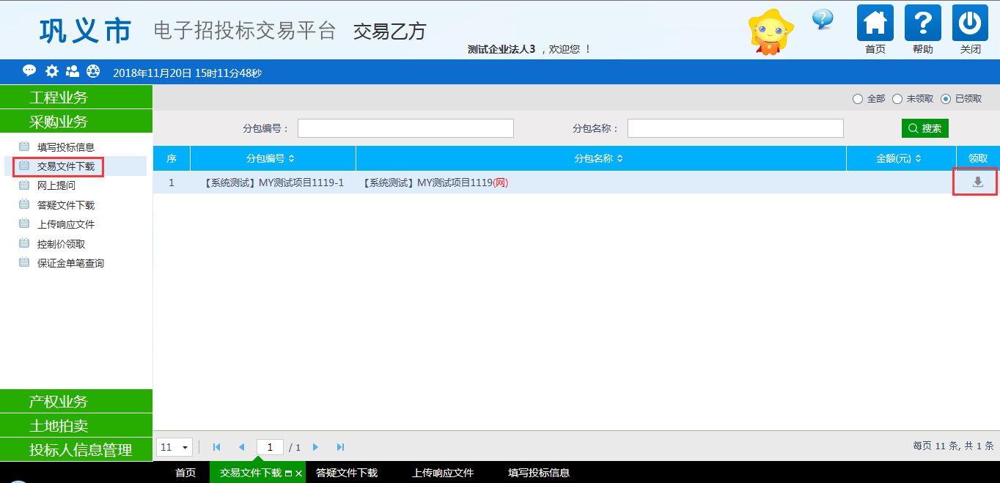 巩义市 电子招投标交易平台 交易乙方
测试企业法人3 ，欢迎您 ！
首页 帮助 关闭
2018年11月20日 15时11分48秒
工程业务
采购业务
填写投标信息
交易文件下载
网上提问
答疑文件下载
上传响应文件
控制价领取
保证金单笔查询
产权业务
土地拍卖
投标人信息管理
全部 未领取 已领取
分包编号： 分包名称： 搜索
序 分包编号 分包名称 金额(元) 领取
1 【系统测试】MY测试项目1119-1 【系统测试】MY测试项目1119(网)
11 1 / 1 每页 11 条, 共 1 条
首页 交易文件下载 答疑文件下载 上传响应文件 填写投标信息